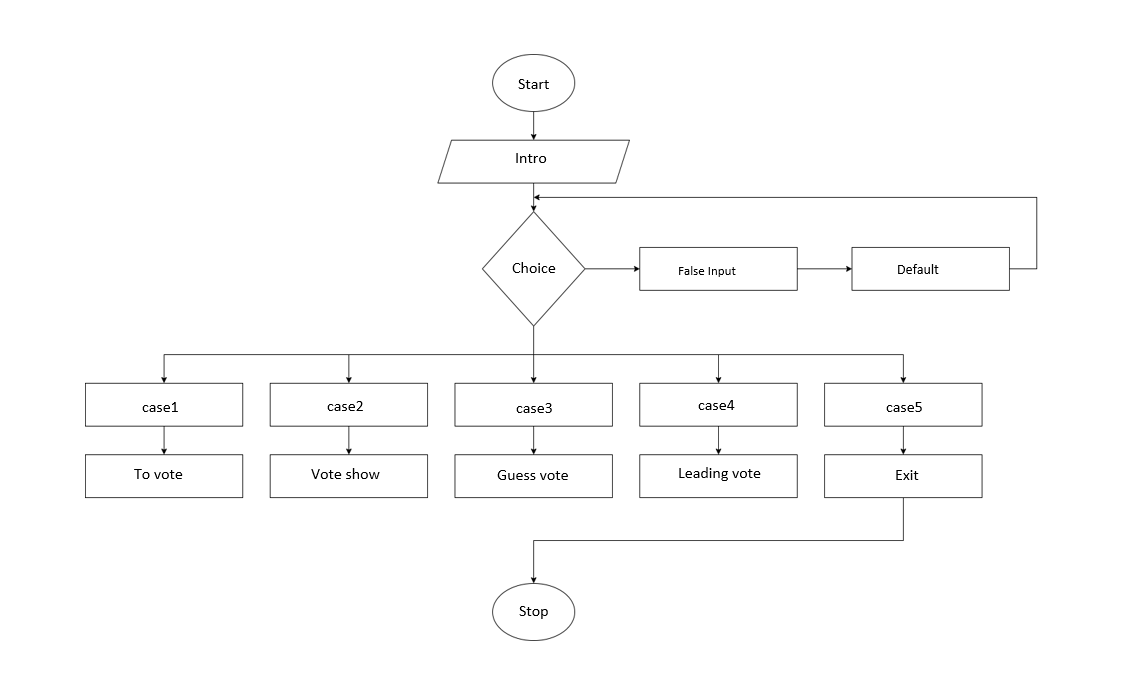 Start
Intro
Choice
False Input
Default
case1
case2
case3
case4
case5
To vote
Vote show
Guess vote
Leading vote
Exit
Stop